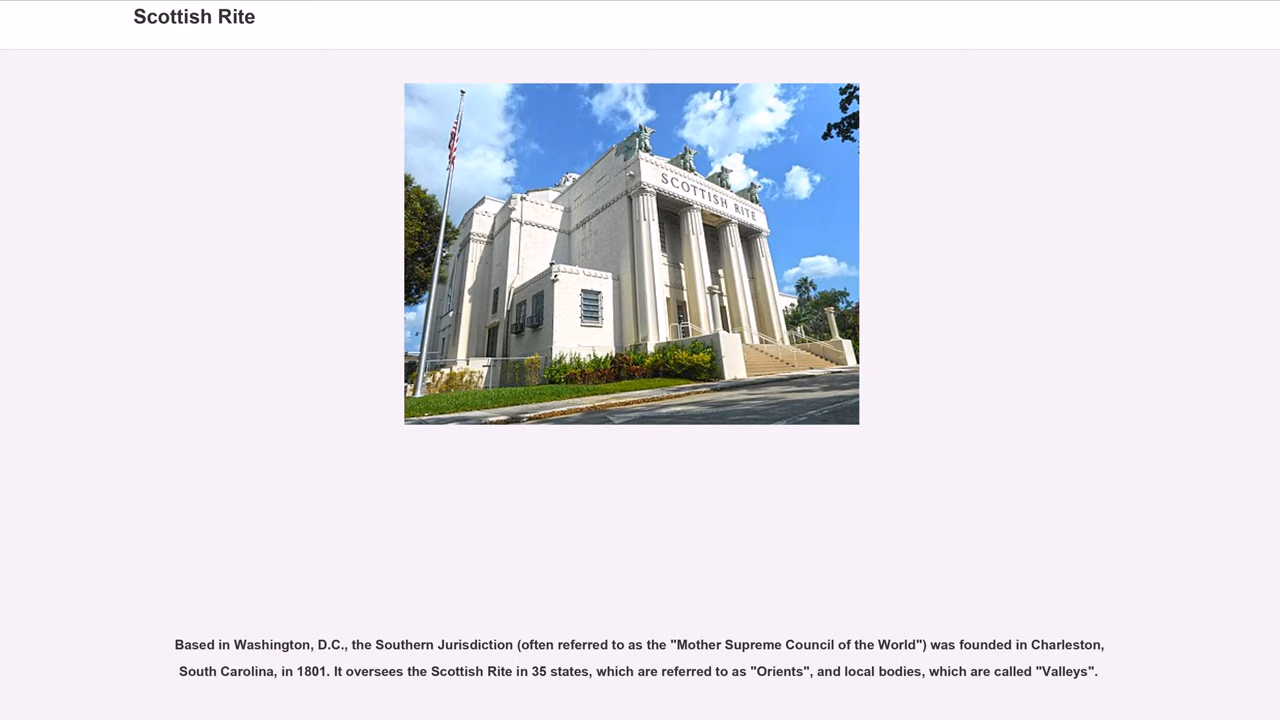 Scottish Rite
SCOTTISH RITE
Based in Washington, D.C., the Southern Jurisdiction (often referred to as the "Mother Supreme Council of the World") was founded in Charleston,
South Carolina, in 1801. It oversees the Scottish Rite in 35 states, which are referred to as "Orients", and local bodies, which are called "Valleys".